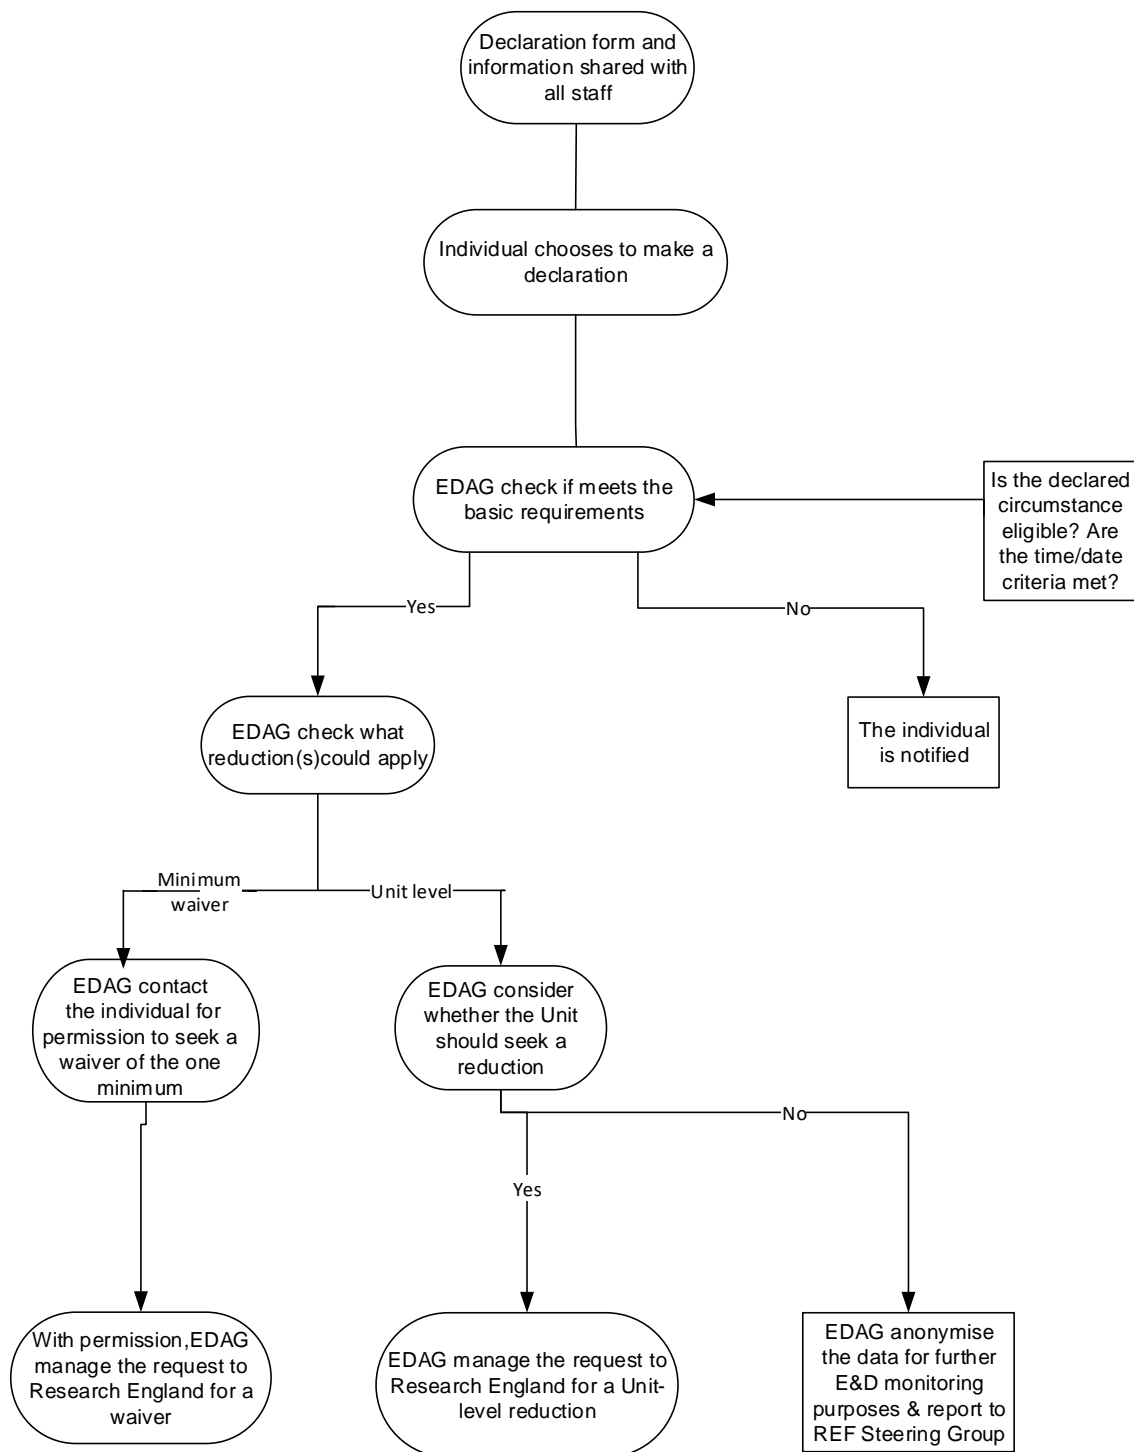 Declaration form and
information shared with
all staff
Individual chooses to make a
declaration
EDAG check if meets the
basic requirements
Is the declared
circumstance
eligible? Are
the time/date
criteria met?
Yes
No
EDAG check what
reduction(s)could apply
The individual
is notified
Minimum
waiver
Unit level
EDAG contact
the individual for
permission to seek a
waiver of the one
minimum
EDAG consider
whether the Unit
should seek a
reduction
No
Yes
With permission,EDAG
manage the request to
Research England for a
waiver
EDAG manage the request to
Research England for a Unit-
level reduction
EDAG anonymise
the data for further
E&D monitoring
purposes & report to
REF Steering Group